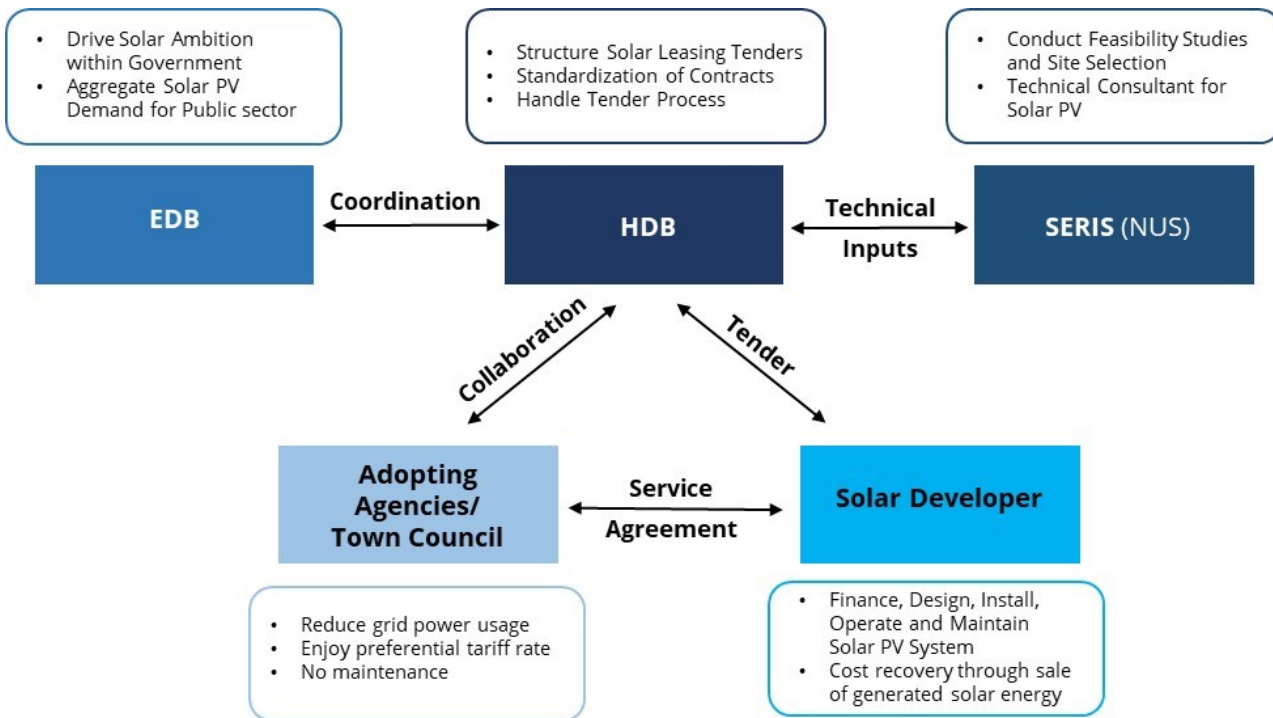 • Drive Solar Ambition
within Government
• Aggregate Solar PV
Demand for Public sector
• Structure Solar Leasing Tenders
• Standardization of Contracts
• Handle Tender Process
• Conduct Feasibility Studies
and Site Selection
• Technical Consultant for
Solar PV
EDB
Coordination
HDB
Technical
Inputs
SERIS (NUS)
Collaboration
Tender
Adopting
Agencies/
Town Council
Service
Agreement
Solar Developer
• Reduce grid power usage
• Enjoy preferential tariff rate
• No maintenance
• Finance, Design, Install,
Operate and Maintain
Solar PV System
• Cost recovery through sale
of generated solar energy